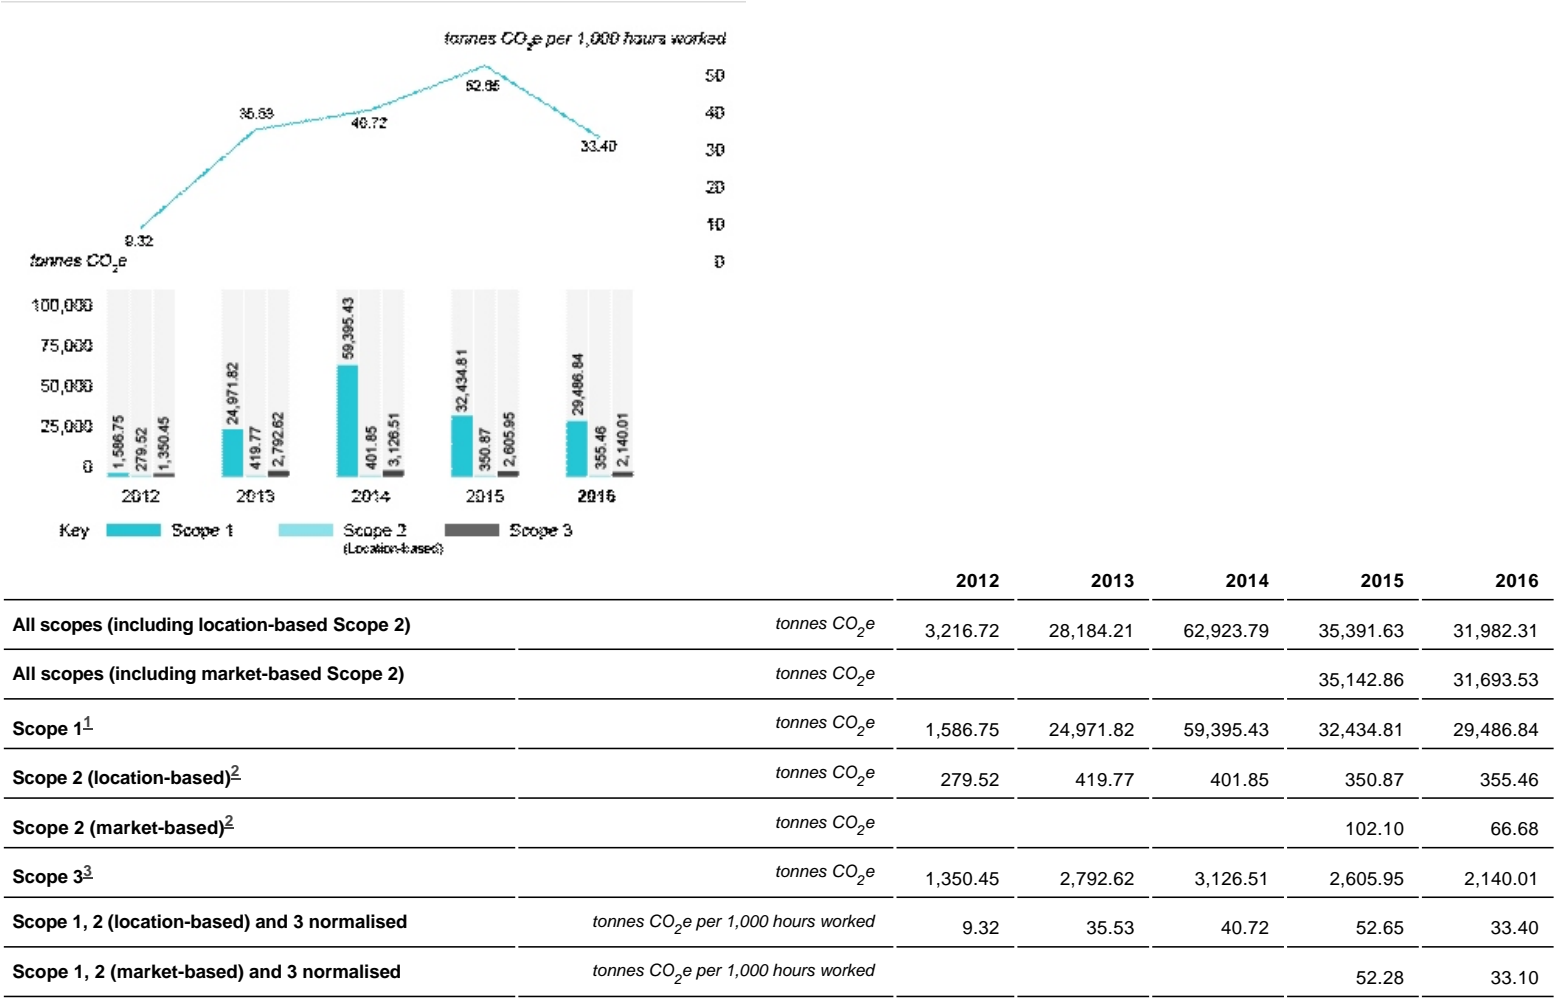 tonnes CO2e per 1,000 hours worked
50
40
30
20
10
0
9.32
35.53
40.72
52.65
33.40
tonnes CO2e
100,000
75,000
50,000
25,000
0
1,586.75
279.52
1,350.45
24,971.82
419.77
2,792.62
59,395.43
401.85
3,126.51
32,434.81
350.87
2,605.95
29,486.84
355.46
2,140.01
2012 2013 2014 2015 2016
Key Scope 1 Scope 2 Scope 3
(Location-based)
2012 2013 2014 2015 2016
All scopes (including location-based Scope 2) tonnes CO2e 3,216.72 28,184.21 62,923.79 35,391.63 31,982.31
All scopes (including market-based Scope 2) tonnes CO2e 35,142.86 31,693.53
Scope 1¹ tonnes CO2e 1,586.75 24,971.82 59,395.43 32,434.81 29,486.84
Scope 2 (location-based)² tonnes CO2e 279.52 419.77 401.85 350.87 355.46
Scope 2 (market-based)² tonnes CO2e 102.10 66.68
Scope 3³ tonnes CO2e 1,350.45 2,792.62 3,126.51 2,605.95 2,140.01
Scope 1, 2 (location-based) and 3 normalised tonnes CO2e per 1,000 hours worked 9.32 35.53 40.72 52.65 33.40
Scope 1, 2 (market-based) and 3 normalised tonnes CO2e per 1,000 hours worked 52.28 33.10